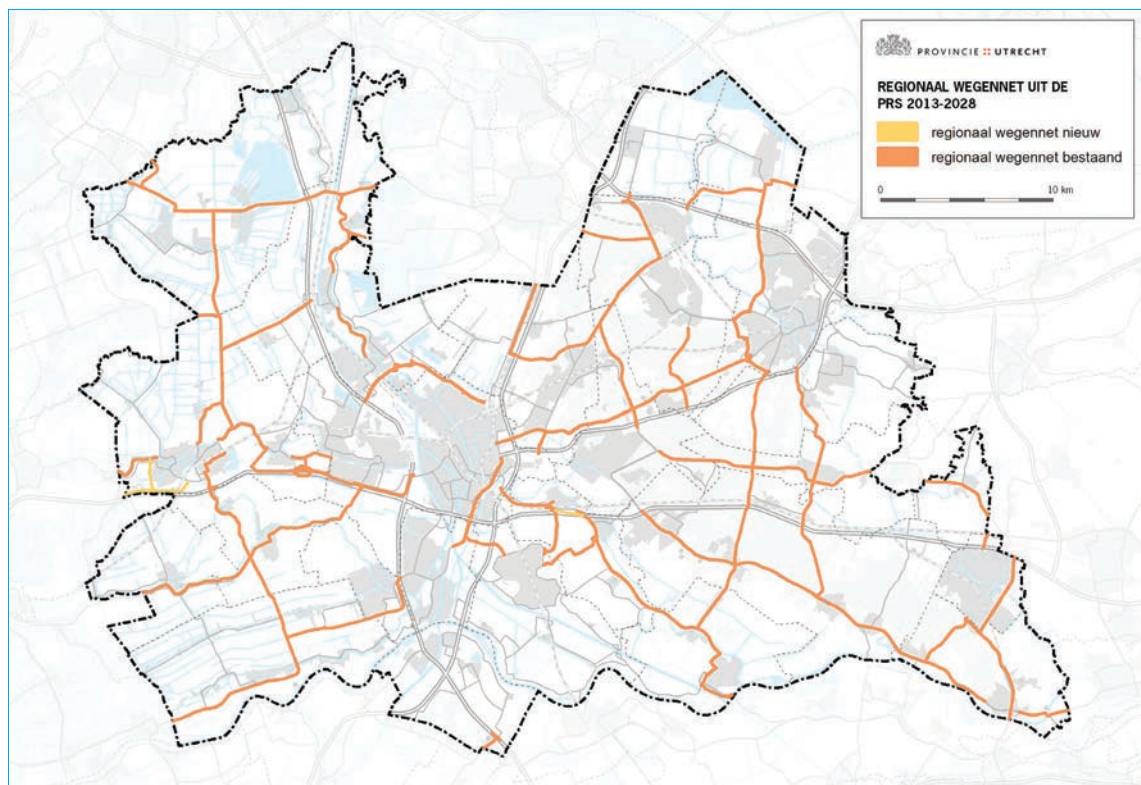 PROVINCIE :: UTRECHT
REGIONAAL WEGENNET UIT DE
PRS 2013-2028
regionaal wegennet nieuw
regionaal wegennet bestaand
0 10 km